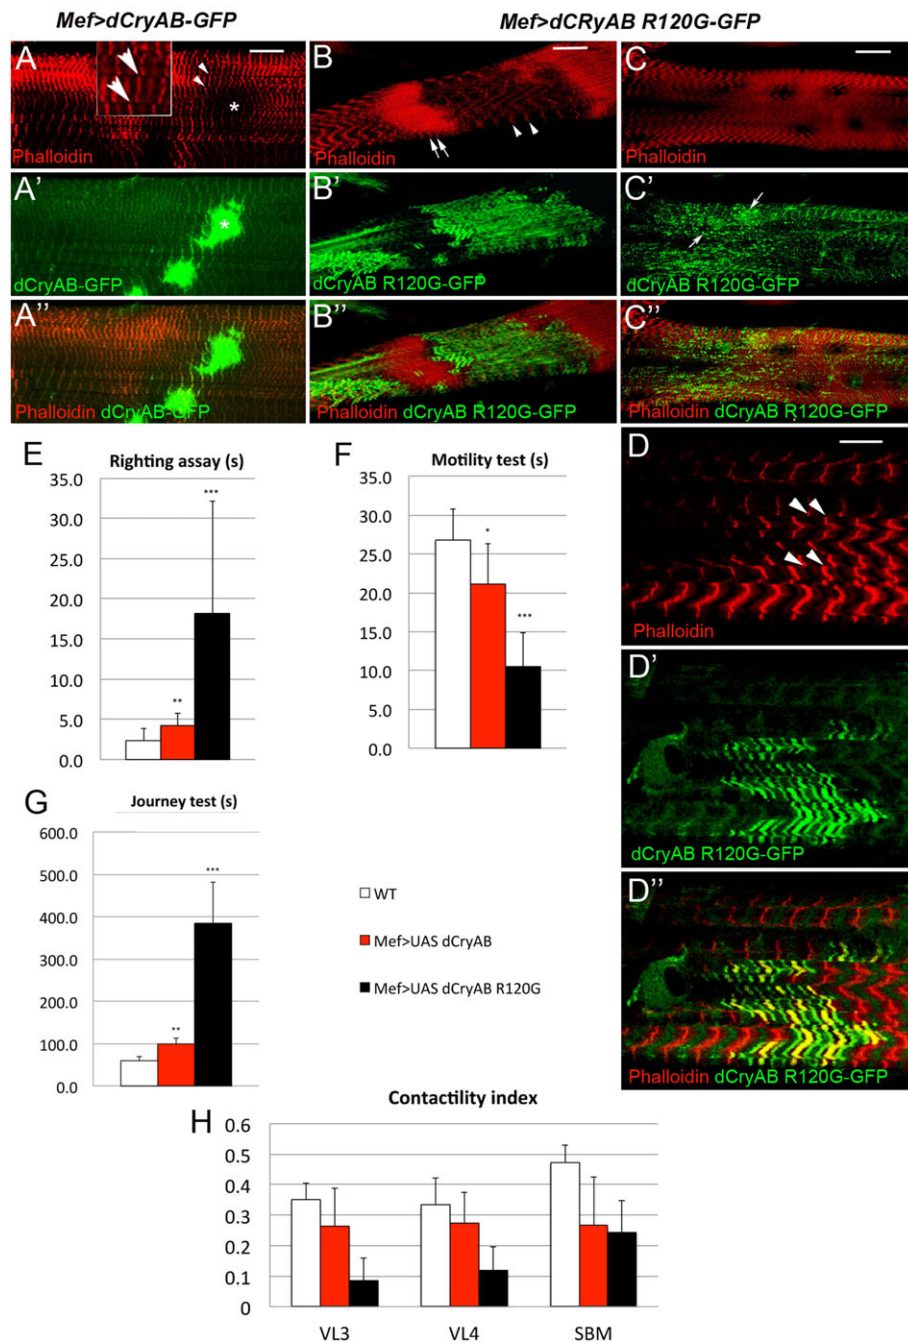 Mef>dCryAB-GFP
Mef>dCRyAB R120G-GFP
A
Phalloidin
B
Phalloidin
C
Phalloidin
A'
*
dCryAB-GFP
B'
dCryAB R120G-GFP
C'
dCryAB R120G-GFP
A''
Phalloidin dCryAB-GFP
B''
Phalloidin dCryAB R120G-GFP
C''
Phalloidin dCryAB R120G-GFP
D
Phalloidin
D'
dCryAB R120G-GFP
D''
Phalloidin dCryAB R120G-GFP
E
Righting assay (s)
35.0
30.0
25.0
20.0
15.0
10.0
5.0
0.0
**
***
F
Motility test (s)
35.0
30.0
25.0
20.0
15.0
10.0
5.0
0.0
*
***
G
Journey test (s)
600.0
500.0
400.0
300.0
200.0
100.0
0.0
**
***
WT
Mef>UAS dCryAB
Mef>UAS dCryAB R120G
H
Contactility index
0.6
0.5
0.4
0.3
0.2
0.1
0
VL3
VL4
SBM